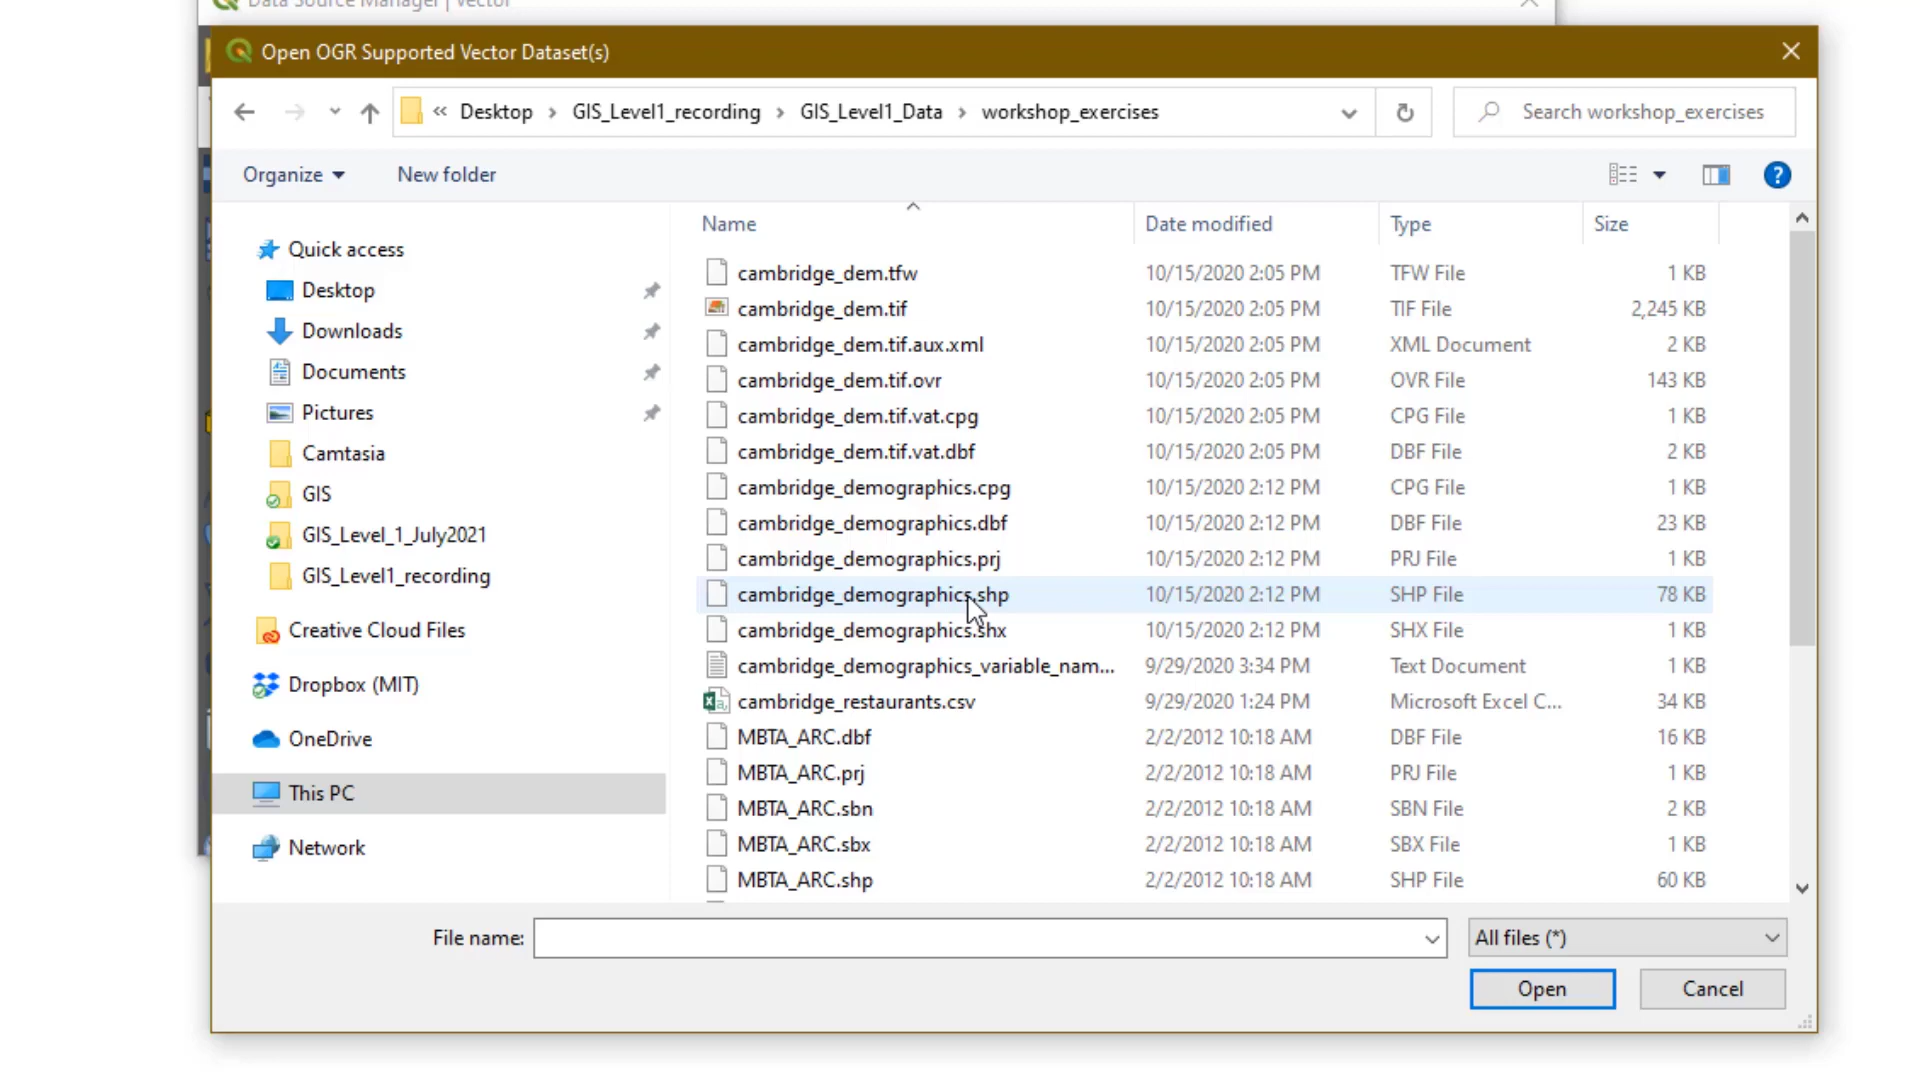 Data Source Manager | Vector
Open OGR Supported Vector Dataset(s)
« Desktop › GIS_Level1_recording › GIS_Level1_Data › workshop_exercises
Search workshop_exercises
Organize
New folder
Quick access
Desktop
Downloads
Documents
Pictures
Camtasia
GIS
GIS_Level_1_July2021
GIS_Level1_recording
Creative Cloud Files
Dropbox (MIT)
OneDrive
This PC
Network
Name Date modified Type Size
cambridge_dem.tfw 10/15/2020 2:05 PM TFW File 1 KB
cambridge_dem.tif 10/15/2020 2:05 PM TIF File 2,245 KB
cambridge_dem.tif.aux.xml 10/15/2020 2:05 PM XML Document 2 KB
cambridge_dem.tif.ovr 10/15/2020 2:05 PM OVR File 143 KB
cambridge_dem.tif.vat.cpg 10/15/2020 2:05 PM CPG File 1 KB
cambridge_dem.tif.vat.dbf 10/15/2020 2:05 PM DBF File 2 KB
cambridge_demographics.cpg 10/15/2020 2:12 PM CPG File 1 KB
cambridge_demographics.dbf 10/15/2020 2:12 PM DBF File 23 KB
cambridge_demographics.prj 10/15/2020 2:12 PM PRJ File 1 KB
cambridge_demographics.shp 10/15/2020 2:12 PM SHP File 78 KB
cambridge_demographics.shx 10/15/2020 2:12 PM SHX File 1 KB
cambridge_demographics_variable_nam... 9/29/2020 3:34 PM Text Document 1 KB
cambridge_restaurants.csv 9/29/2020 1:24 PM Microsoft Excel C... 34 KB
MBTA_ARC.dbf 2/2/2012 10:18 AM DBF File 16 KB
MBTA_ARC.prj 2/2/2012 10:18 AM PRJ File 1 KB
MBTA_ARC.sbn 2/2/2012 10:18 AM SBN File 2 KB
MBTA_ARC.sbx 2/2/2012 10:18 AM SBX File 1 KB
MBTA_ARC.shp 2/2/2012 10:18 AM SHP File 60 KB
File name:
All files (*)
Open
Cancel